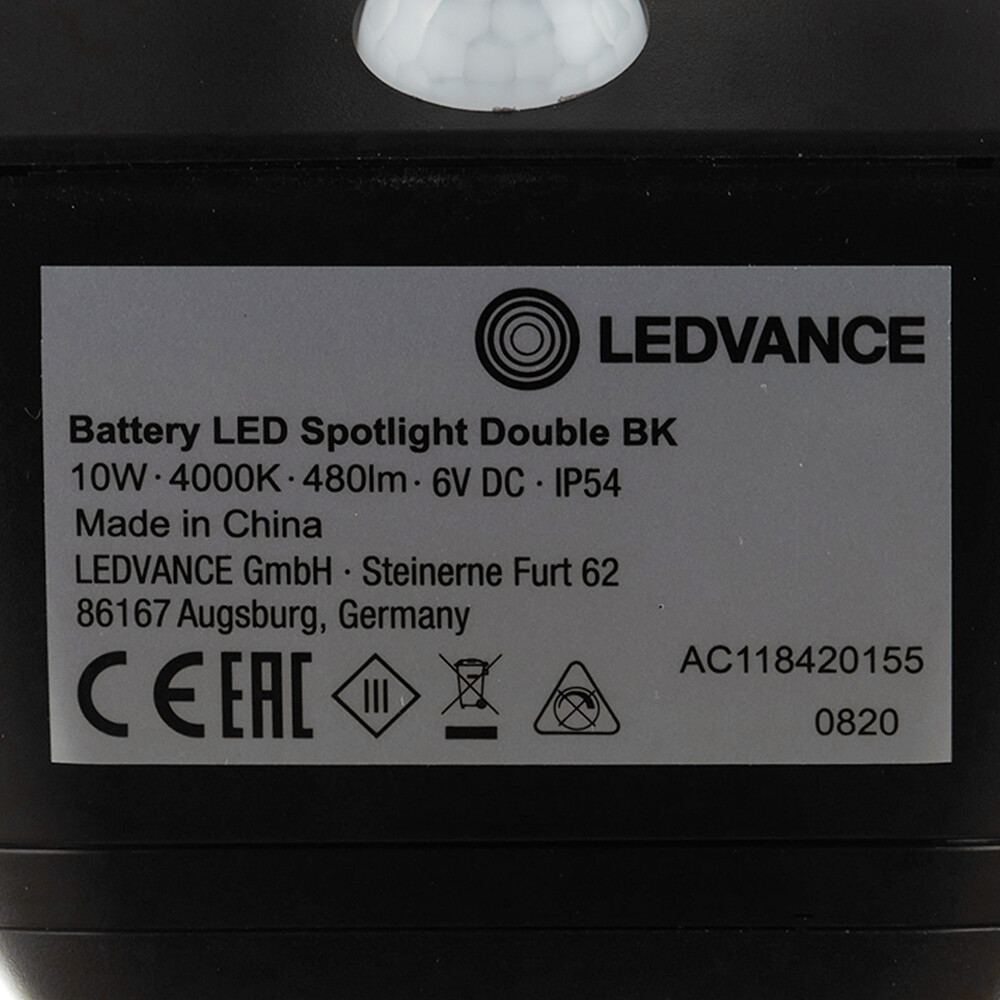 LEDVANCE
Battery LED Spotlight Double BK
10W · 4000K · 480lm · 6V DC · IP54
Made in China
LEDVANCE GmbH · Steinerne Furt 62
86167 Augsburg, Germany
CE EAC III
AC118420155
0820